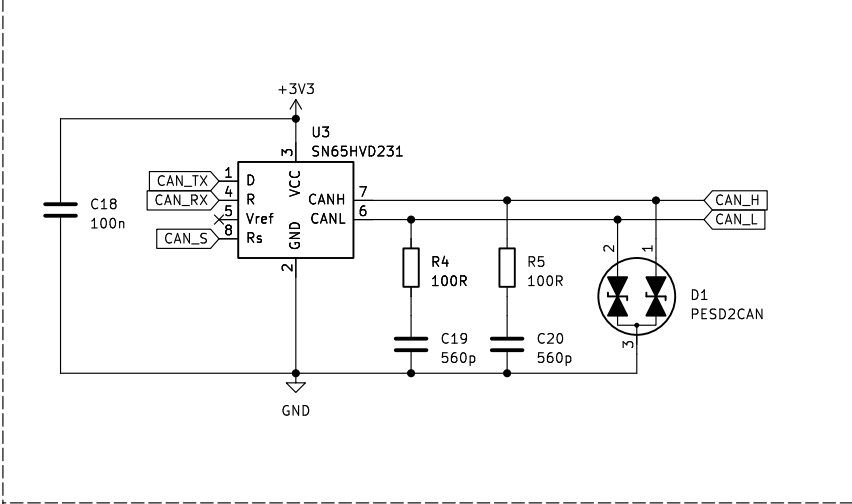 +3V3
U3
SN65HVD231
3
VCC
CAN_TX
1
D
CAN_RX
4
R
5
Vref
CAN_S
8
Rs
GND
2
CANH
7
CANL
6
CAN_H
CAN_L
C18
100n
R4
100R
R5
100R
2
1
D1
PESD2CAN
3
C19
560p
C20
560p
GND